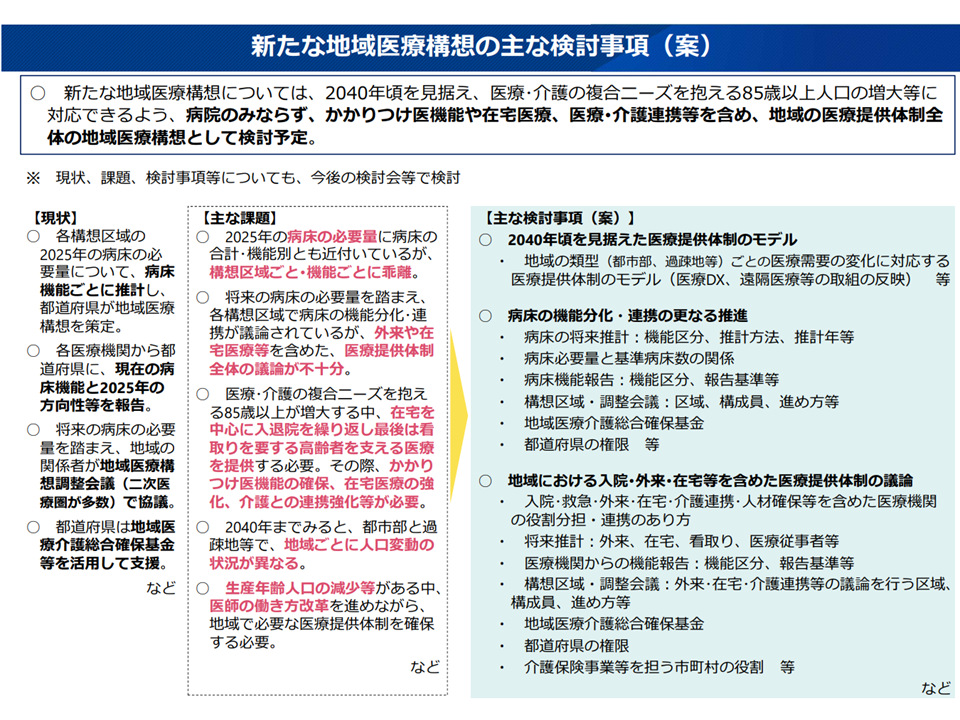 新たな地域医療構想の主な検討事項（案）
○　新たな地域医療構想については、2040年頃を見据え、医療･介護の複合ニーズを抱える85歳以上人口の増大等に
対応できるよう、病院のみならず、かかりつけ医機能や在宅医療、医療･介護連携等を含め、地域の医療提供体制全
体の地域医療構想として検討予定。
※　現状、課題、検討事項等についても、今後の検討会等で検討
【現状】
○　各構想区域の
2025年の病床の必
要量について、病床
機能ごとに推計し、
都道府県が地域医療
構想を策定。
○　各医療機関から都
道府県に、現在の病
床機能と2025年の
方向性等を報告。
○　将来の病床の必要
量を踏まえ、地域の
関係者が地域医療構
想調整会議（二次医
療圏が多数）で協議。
○　都道府県は地域医
療介護総合確保基金
等を活用して支援。
など
【主な課題】
○　2025年の病床の必要量に病床の
合計･機能別とも近付いているが、
構想区域ごと･機能ごとに乖離。
○　将来の病床の必要量を踏まえ、
各構想区域で病床の機能分化･連
携が議論されているが、外来や在
宅医療等を含めた、医療提供体制
全体の議論が不十分。
○　医療･介護の複合ニーズを抱え
る85歳以上が増大する中、在宅を
中心に入退院を繰り返し最後は看
取りを要する高齢者を支える医療
を提供する必要。その際、かかり
つけ医機能の確保、在宅医療の強
化、介護との連携強化等が必要。
○　2040年までみると、都市部と過
疎地等で、地域ごとに人口変動の
状況が異なる。
○　生産年齢人口の減少等がある中、
医師の働き方改革を進めながら、
地域で必要な医療提供体制を確保
する必要。
など
【主な検討事項（案）】
○　2040年頃を見据えた医療提供体制のモデル
・　地域の類型（都市部、過疎地等）ごとの医療需要の変化に対応する
医療提供体制のモデル（医療DX、遠隔医療等の取組の反映）　等
○　病床の機能分化・連携の更なる推進
・　病床の将来推計：機能区分、推計方法、推計年等
・　病床必要量と基準病床数の関係
・　病床機能報告：機能区分、報告基準等
・　構想区域・調整会議：区域、構成員、進め方等
・　地域医療介護総合確保基金
・　都道府県の権限　等
○　地域における入院･外来･在宅等を含めた医療提供体制の議論
・　入院･救急･外来･在宅･介護連携･人材確保等を含めた医療機関
の役割分担・連携のあり方
・　将来推計：外来、在宅、看取り、医療従事者等
・　医療機関からの機能報告：機能区分、報告基準等
・　構想区域・調整会議：外来･在宅･介護連携等の議論を行う区域、
構成員、進め方等
・　地域医療介護総合確保基金
・　都道府県の権限
・　介護保険事業等を担う市町村の役割　等
など